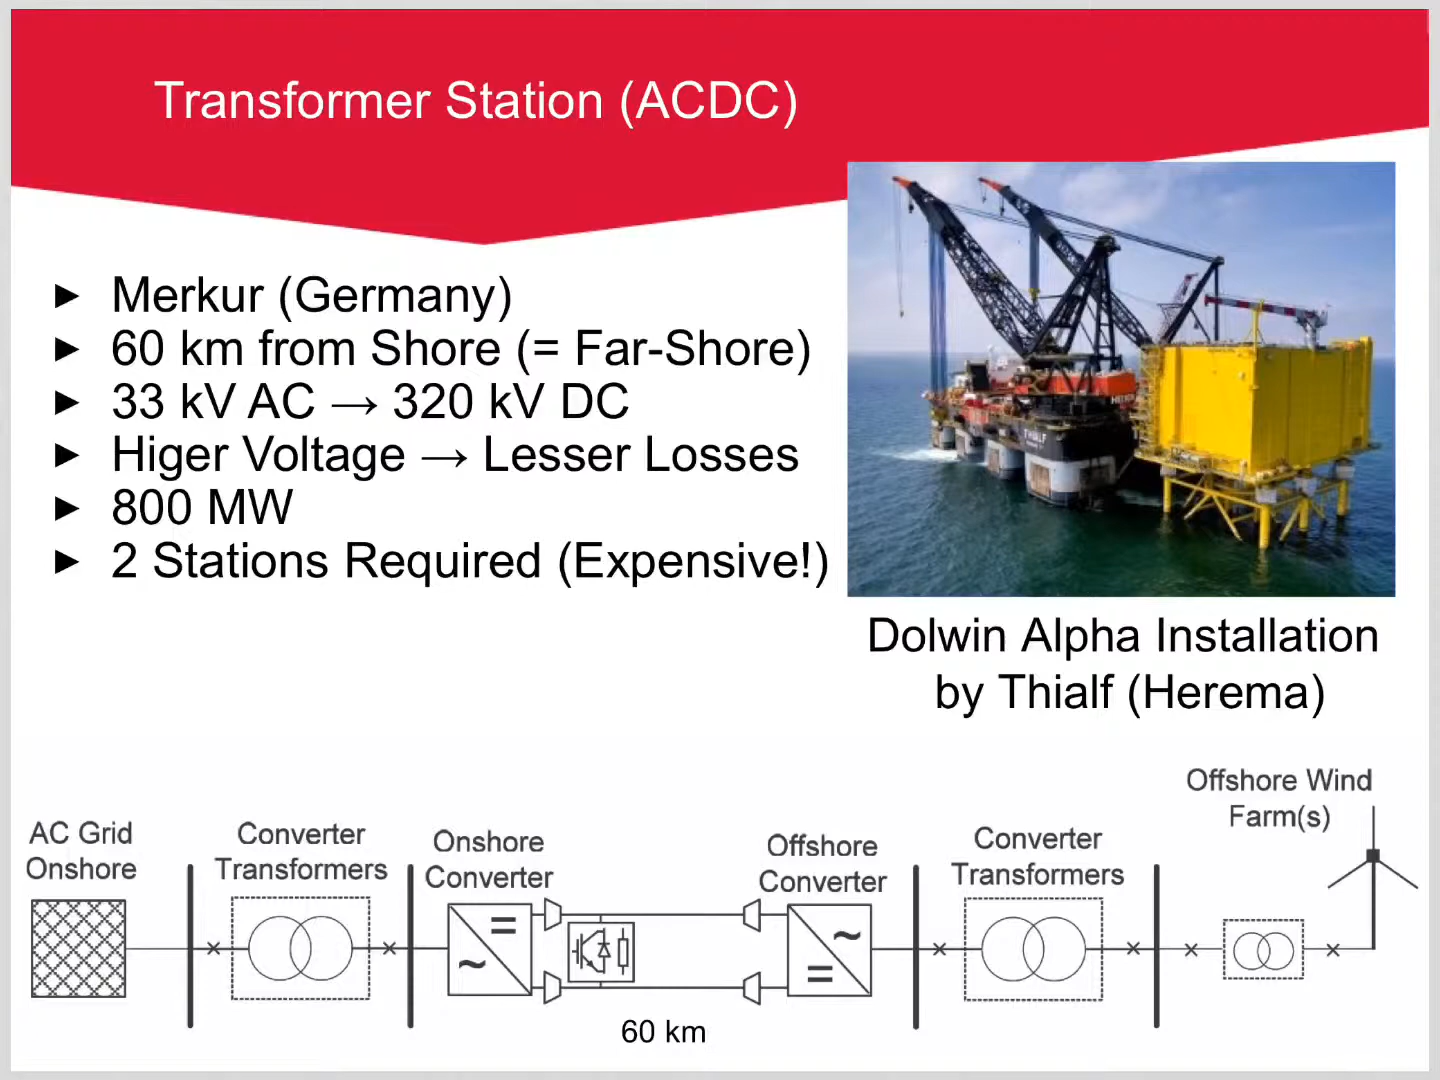 Transformer Station (ACDC)
► Merkur (Germany)
► 60 km from Shore (= Far-Shore)
► 33 kV AC → 320 kV DC
► Higer Voltage → Lesser Losses
► 800 MW
► 2 Stations Required (Expensive!)
THIALF
Dolwin Alpha Installation
by Thialf (Herema)
AC Grid
Onshore
Converter
Transformers
Onshore
Converter
=
~
60 km
Offshore
Converter
~
=
Converter
Transformers
Offshore Wind
Farm(s)